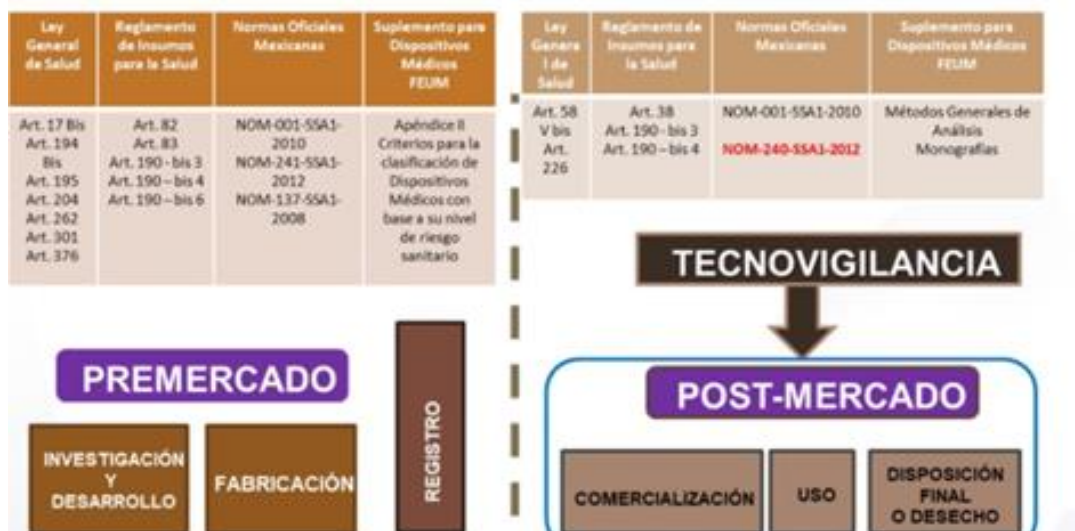 Ley
General
de Salud
Reglamento
de Insumos
para la Salud
Normas Oficiales
Mexicanas
Suplemento para
Dispositivos
Médicos
FEUM
Art. 17 Bis
Art. 194
Bis
Art. 195
Art. 204
Art. 262
Art. 301
Art. 376
Art. 82
Art. 83
Art. 190 - bis 3
Art. 190 – bis 4
Art. 190 – bis 6
NOM-001-SSA1-
2010
NOM-241-SSA1-
2012
NOM-137-SSA1-
2008
Apéndice II
Criterios para la
clasificación de
Dispositivos
Médicos con
base a su nivel
de riesgo
sanitario
Ley
Genera
l de
Salud
Reglamento de
Insumos para
la Salud
Normas Oficiales
Mexicanas
Suplemento para
Dispositivos Médicos
FEUM
Art. 58
V bis
Art.
226
Art. 38
Art. 190 - bis 3
Art. 190 – bis 4
NOM-001-SSA1-2010
NOM-240-SSA1-2012
Métodos Generales de
Análisis
Monografías
TECNOVIGILANCIA
PREMERCADO
INVESTIGACIÓN
Y
DESARROLLO
FABRICACIÓN
REGISTRO
POST-MERCADO
COMERCIALIZACIÓN
USO
DISPOSICIÓN
FINAL
O DESECHO